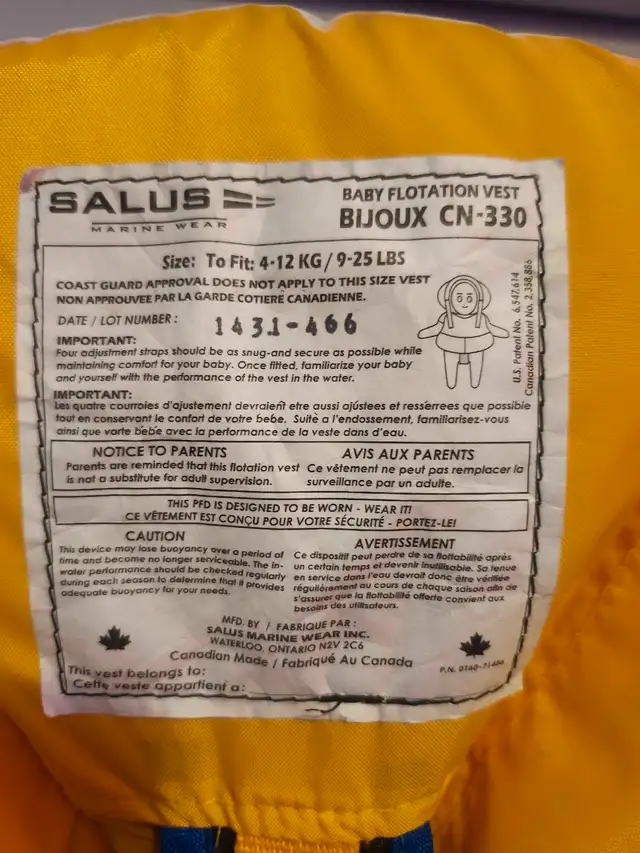 SALUS
MARINE WEAR
BABY FLOTATION VEST
BIJOUX CN-330
Size: To Fit: 4-12 KG / 9-25 LBS
COAST GUARD APPROVAL DOES NOT APPLY TO THIS SIZE VEST
NON APPROUVEE PAR LA GARDE COTIERE CANADIENNE.
DATE / LOT NUMBER: 1431-466
U.S. Patent No. 6,547,614
Canadian Patent No. 2,358,886
IMPORTANT:
Four adjustment straps should be as snug-and secure as possible while
maintaining comfort for your baby. Once fitted, familiarize your baby
and yourself with the performance of the vest in the water.
IMPORTANT:
Les quatre courroies d'ajustement devraient etre aussi ajústees et resserrees que possible
tout en conservant le confort de votre bebe. Suite à l'endossement, familiarisez-vous
ainsi que vorte bébé avec la performance de la veste dans d'eau.
NOTICE TO PARENTS
Parents are reminded that this flotation vest
is not a substitute for adult supervision.
AVIS AUX PARENTS
Ce vêtement ne peut pas remplacer la
surveillance par un adulte.
THIS PFD IS DESIGNED TO BE WORN - WEAR IT!
CE VÊTEMENT EST CONÇU POUR VOTRE SÉCURITÉ - PORTEZ-LE!
CAUTION
This device may lose buoyancy over a period of
time and become no longer serviceable. The in-
water performance should be checked regularly
during each season to determine that it provides
adequate buoyancy for your needs.
AVERTISSEMENT
Ce dispositif peut perdre de sa flottabilité après
un certain temps et devenir inutilisable. Sa tenue
en service dans l'eau devrait donc être vérifiée
régulièrement au cours de chaque saison afin de
s'assurer que la flottabilité offerte convient aux
besoins des utilisateurs.
MFD. BY / FABRIQUE PAR:
SALUS MARINE WEAR INC.
WATERLOO, ONTARIO N2V 2C6
Canadian Made / Fabriqué Au Canada
P.N. 0140-71466
This vest belongs to:
Cette veste appartient a: